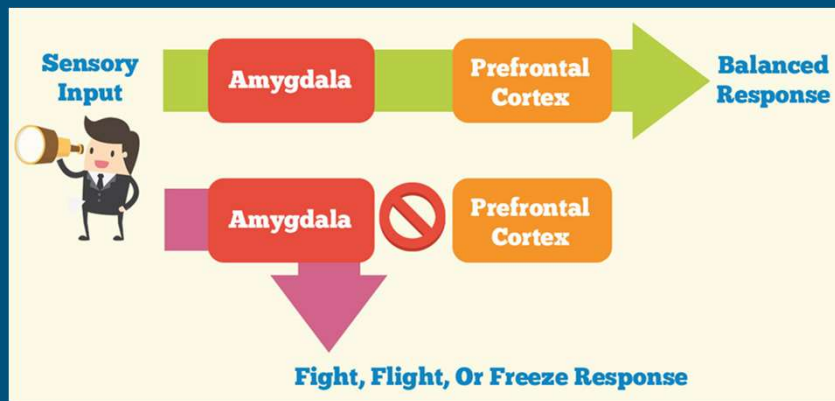 Sensory
Input
Amygdala
Prefrontal
Cortex
Balanced
Response
Amygdala
Prefrontal
Cortex
Fight, Flight, Or Freeze Response